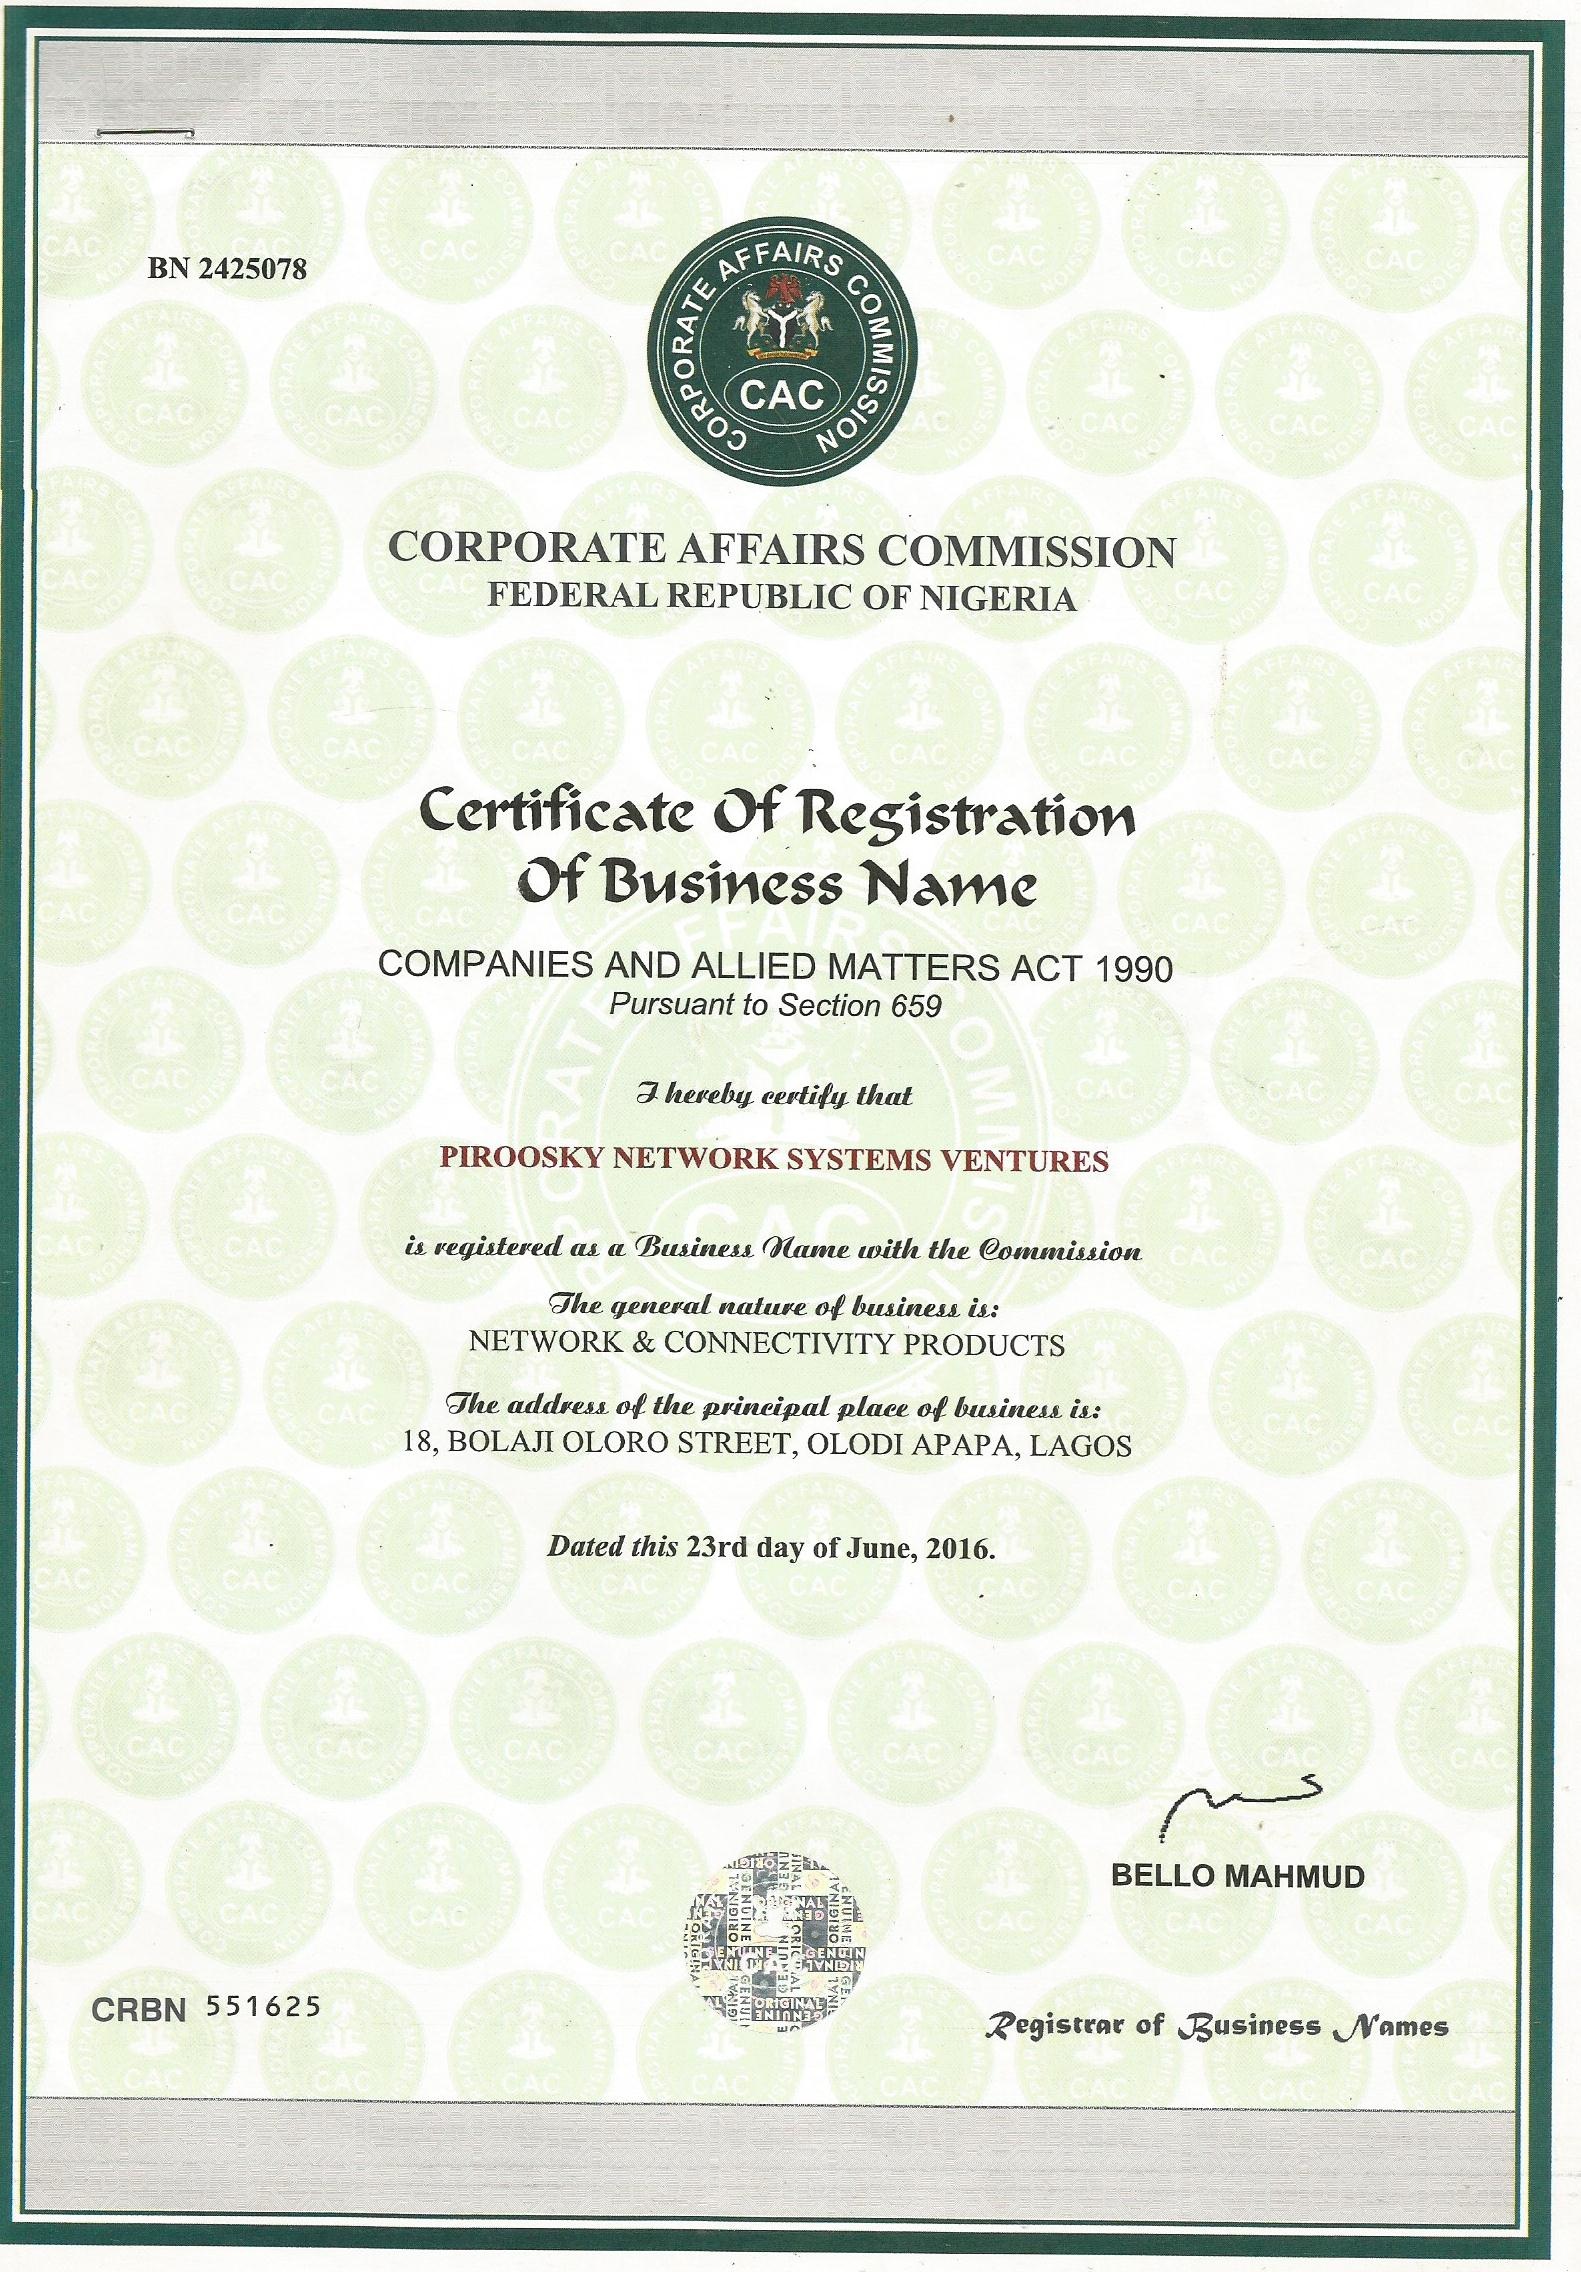 BN 2425078
CORPORATE AFFAIRS COMMISSION
CAC
CORPORATE AFFAIRS COMMISSION
FEDERAL REPUBLIC OF NIGERIA
Certificate Of Registration
Of Business Name
COMPANIES AND ALLIED MATTERS ACT 1990
Pursuant to Section 659
I hereby certify that
PIROOSKY NETWORK SYSTEMS VENTURES
is registered as a Business Name with the Commission
The general nature of business is:
NETWORK & CONNECTIVITY PRODUCTS
The address of the principal place of business is:
18, BOLAJI OLORO STREET, OLODI APAPA, LAGOS
Dated this 23rd day of June, 2016.
BELLO MAHMUD
ORIGINAL
GENUINE
CRBN 551625
Registrar of Business Names